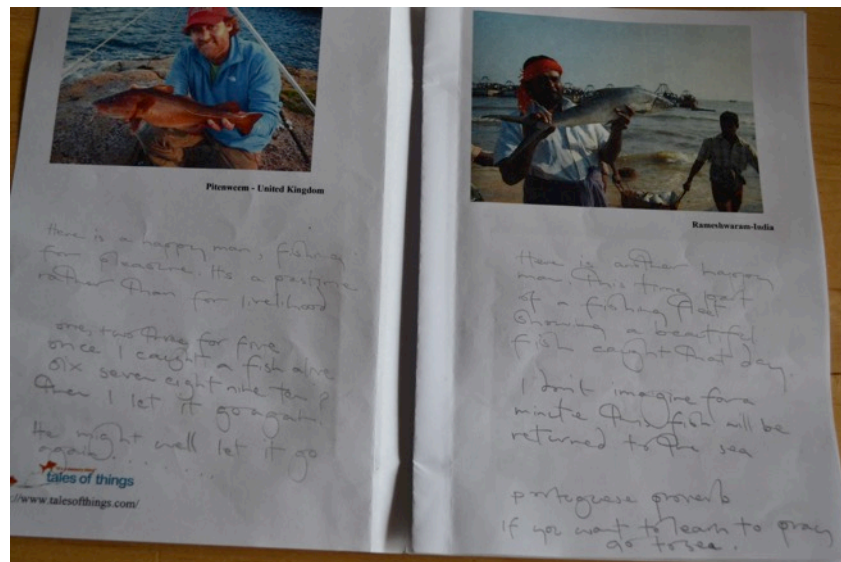 Pitenweem - United Kingdom
Here is a happy man, fishing
for pleasure. Its a pastime
rather than for livelihood
one, two three for five
once I caught a fish alive
six seven eight nine ten
then I let it go again
He might well let it go
again. . . . . .
tales of things
://www.talesofthings.com/
Rameshwaram-India
Here is another happy
man. This time part
of a fishing fleet
showing a beautiful
fish caught that day.
I don't imagine for a
minute this fish will be
returned to the sea
portuguese proverb
If you want to learn to pray
go to sea.